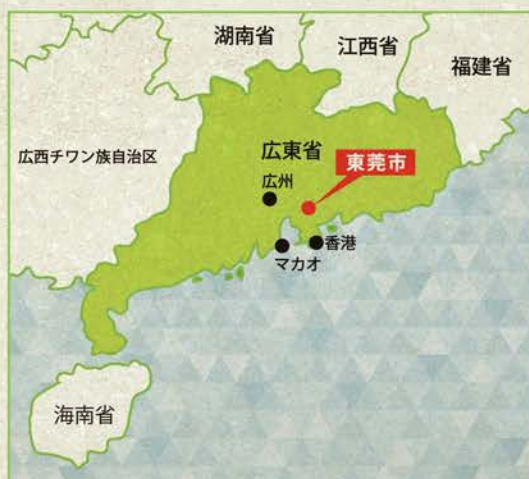 湖南省
江西省
福建省
広西チワン族自治区
広東省
東莞市
広州
香港
マカオ
海南省